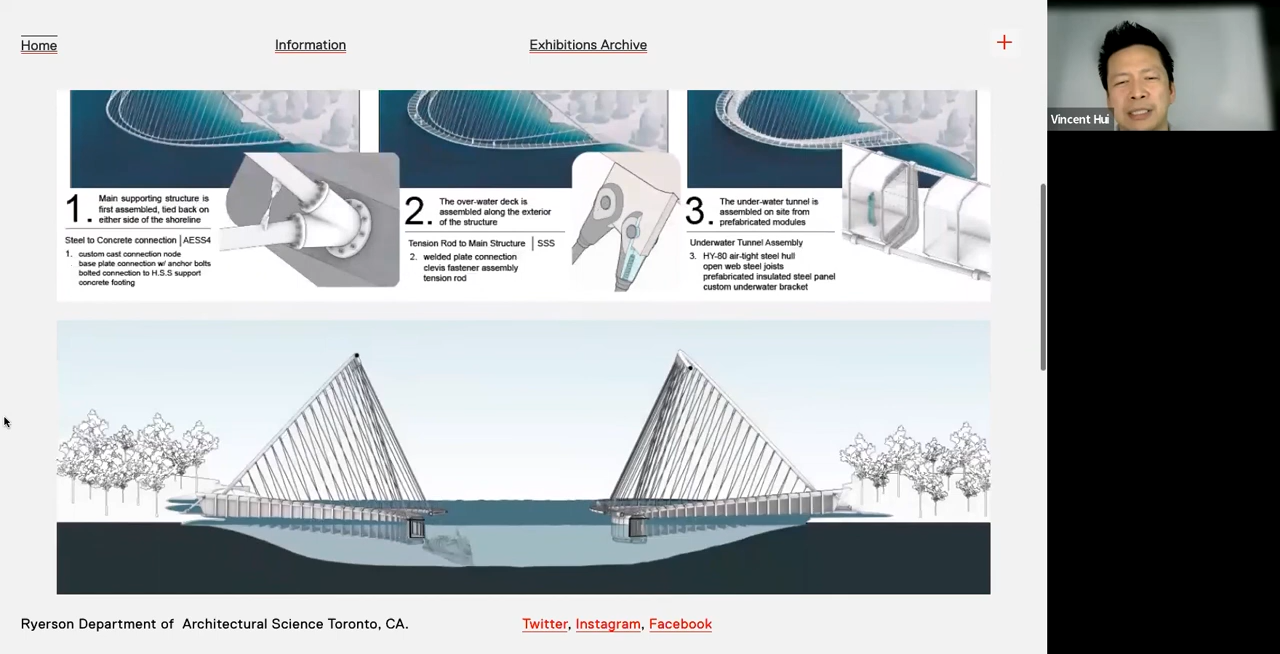 Home
Information
Exhibitions Archive
+
Vincent Hui
1.
Main supporting structure is
first assembled, tied back on
either side of the shoreline
Steel to Concrete connection | AESS4
1. custom cast connection node
base plate connection w/ anchor bolts
bolted connection to H.S.S support
concrete footing
2.
The over-water deck is
assembled along the exterior
of the structure
Tension Rod to Main Structure | SSS
2. welded plate connection
clevis fastener assembly
tension rod
3.
The under-water tunnel is
assembled on site from
prefabricated modules
Underwater Tunnel Assembly
3. HY-80 air-tight steel hull
open web steel joists
prefabricated insulated steel panel
custom underwater bracket
Ryerson Department of Architectural Science Toronto, CA.
Twitter, Instagram, Facebook